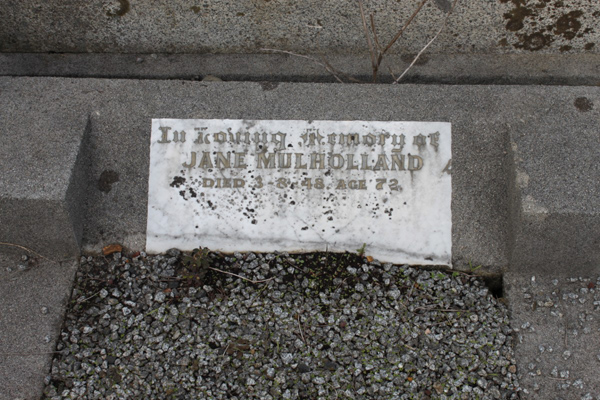 In Loving Memory of
JANE MULHOLLAND
DIED 3-8-48 AGE 72